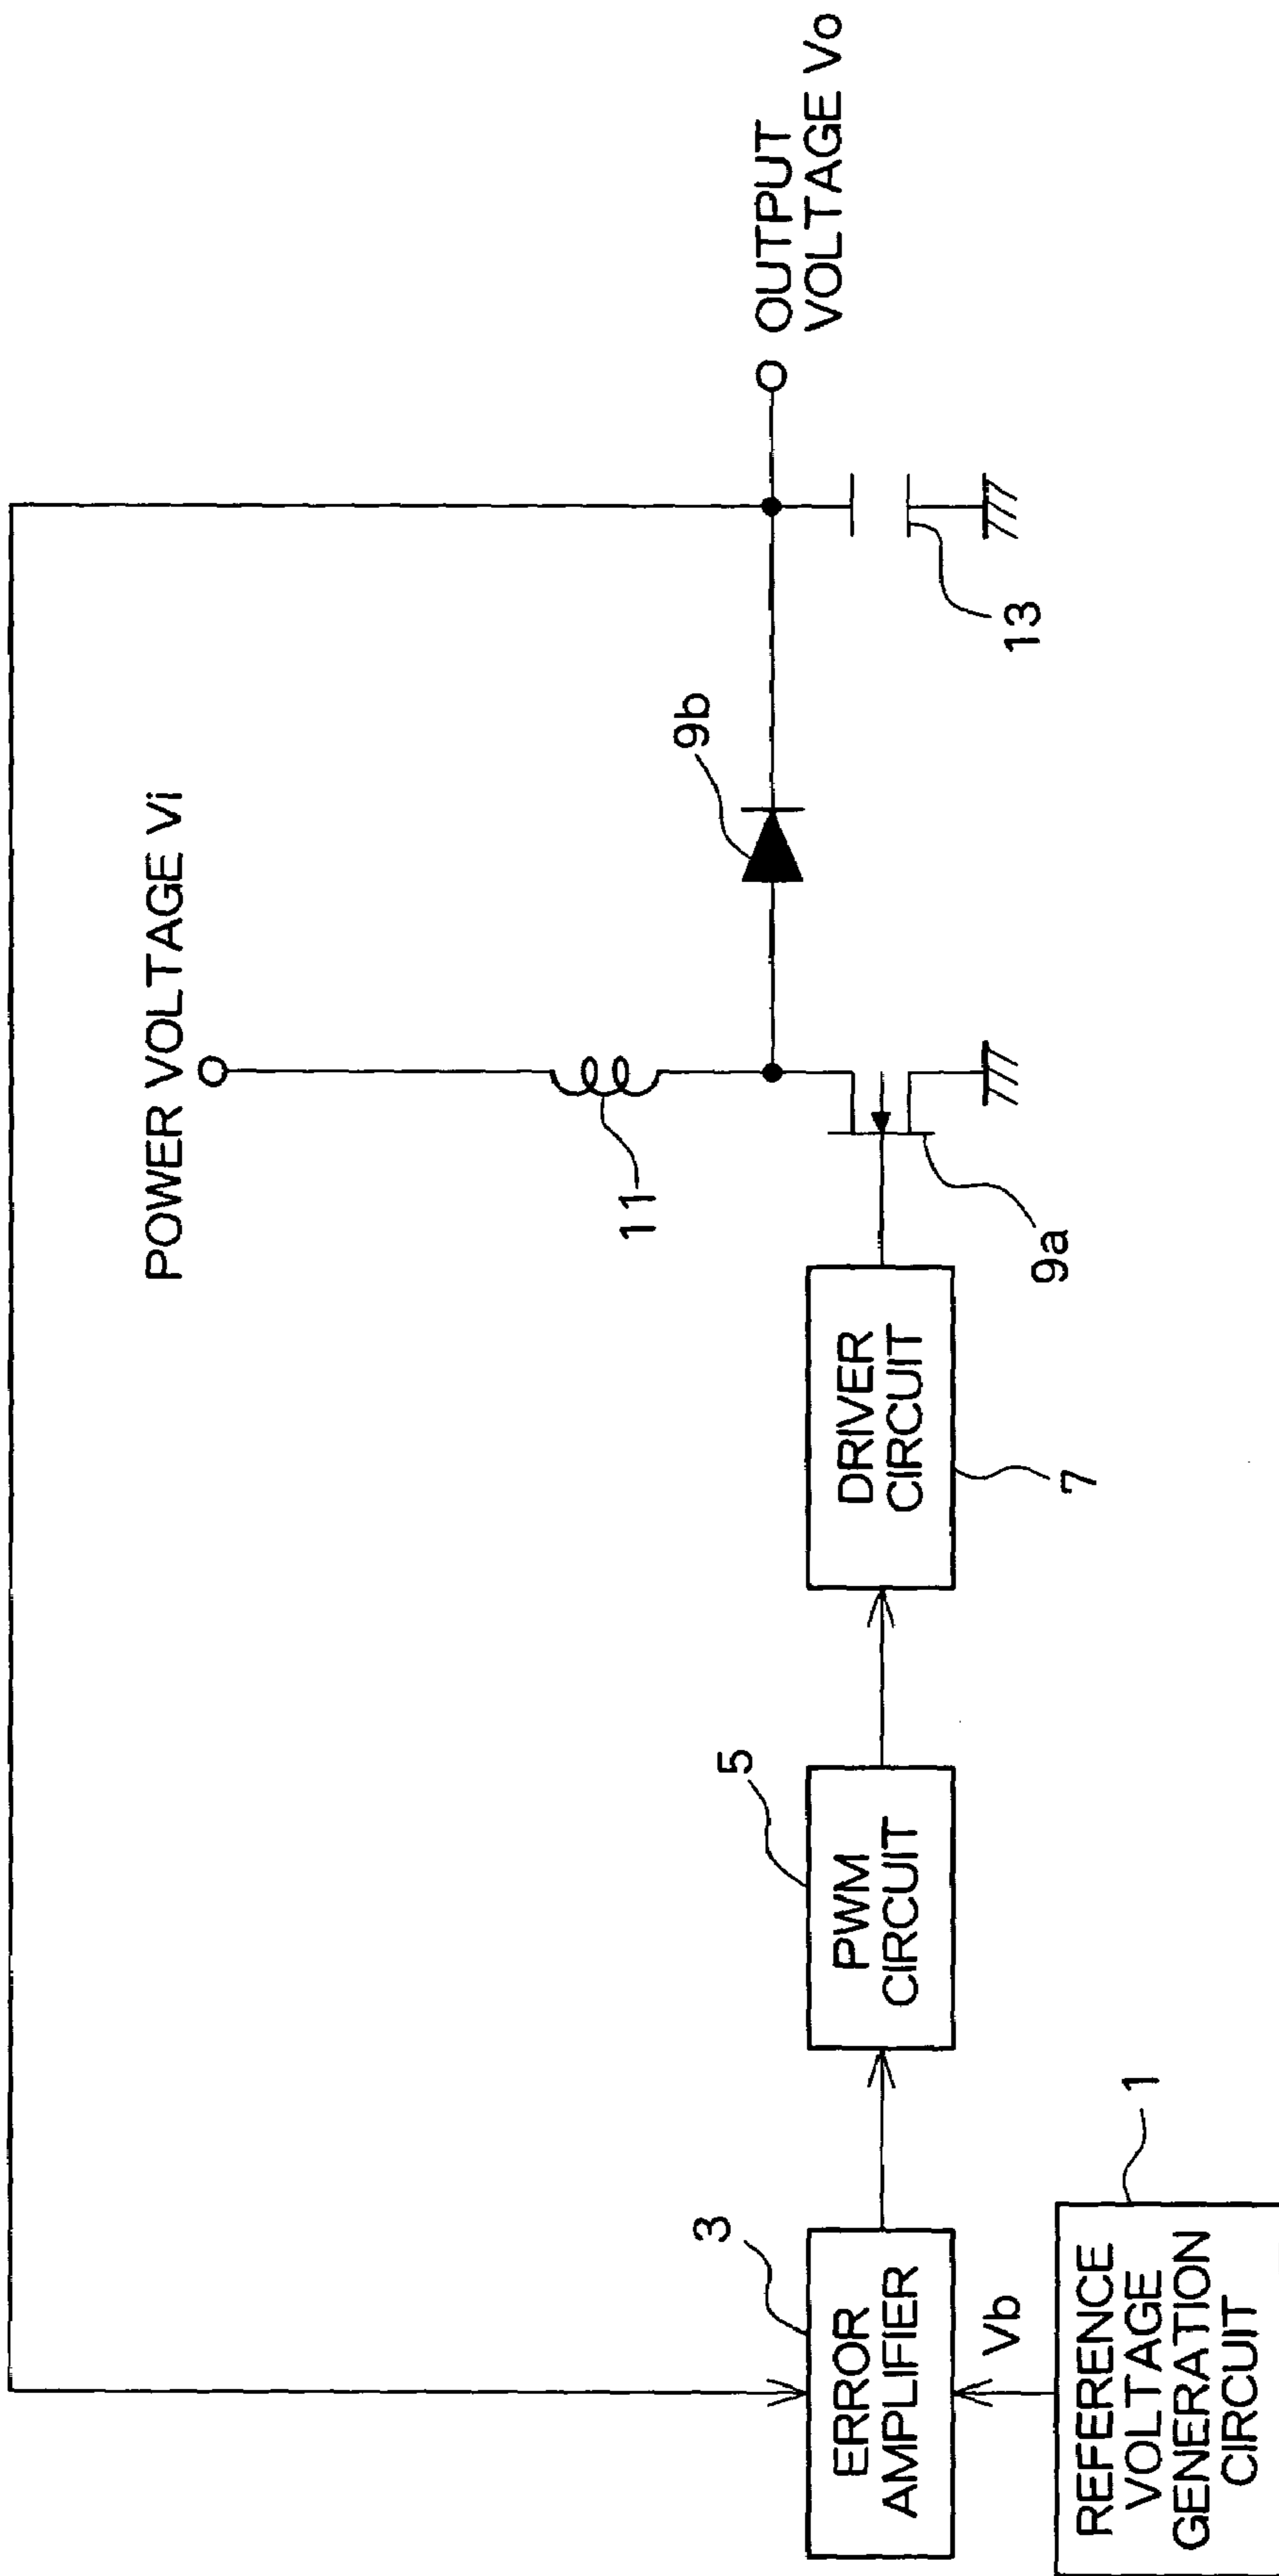 POWER VOLTAGE Vi
OUTPUT
VOLTAGE Vo
11
9b
13
9a
3
5
7
ERROR
AMPLIFIER
PWM
CIRCUIT
DRIVER
CIRCUIT
Vb
1
REFERENCE
VOLTAGE
GENERATION
CIRCUIT